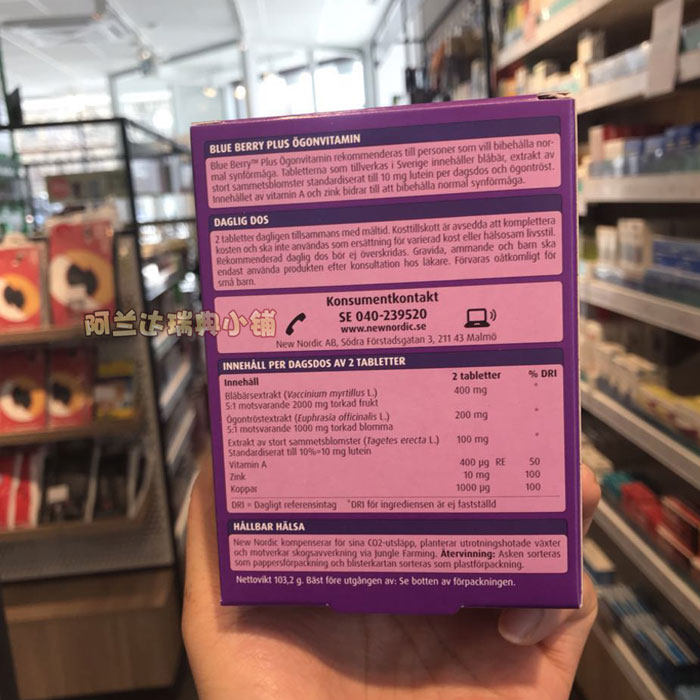 BLUE BERRY PLUS ÖGONVITAMIN
Blue Berry™ Plus Ögonvitamin rekommenderas till personer som vill bibehålla nor-
mal synförmåga. Tabletterna som tillverkas i Sverige innehåller blåbär, extrakt av
stort sammetsblomster standardiserat till 10 mg lutein per dagsdos och ögontröst.
Innehållet av vitamin A och zink bidrar till att bibehålla normal synförmåga.
DAGLIG DOS
2 tabletter dagligen tillsammans med måltid. Kosttillskott är avsedda att komplettera
kosten och ska inte användas som ersättning för varierad kost eller hälsosam livsstil.
Rekommenderad daglig dos bör ej överskridas. Gravida, ammande och barn ska
endast använda produkten efter konsultation hos läkare. Förvaras oåtkomligt för
små barn.
Konsumentkontakt
SE 040-239520
www.newnordic.se
New Nordic AB, Södra Förstadsgatan 3, 211 43 Malmö
阿兰达瑞典小铺
INNEHÅLL PER DAGSDOS AV 2 TABLETTER
Innehåll 2 tabletter % DRI
Blåbärsextrakt (Vaccinium myrtillus L.) 400 mg *
5:1 motsvarande 2000 mg torkad frukt
Ögontröstextrakt (Euphrasia officinalis L.) 200 mg *
5:1 motsvarande 1000 mg torkad blomma
Extrakt av stort sammetsblomster (Tagetes erecta L.) 100 mg *
Standardiserat till 10%=10 mg lutein
Vitamin A 400 µg RE 50
Zink 10 mg 100
Koppar 1000 µg 100
DRI = Dagligt referensintag *DRI för ingrediensen är ej fastställd
HÅLLBAR HÄLSA
New Nordic kompenserar för sina CO2-utsläpp, planterar utrotningshotade växter
och motverkar skogsavverkning via Jungle Farming. Återvinning: Asken sorteras
som pappersförpackning och blisterkartan sorteras som plastförpackning.
Nettovikt 103,2 g. Bäst före utgången av: Se botten av förpackningen.